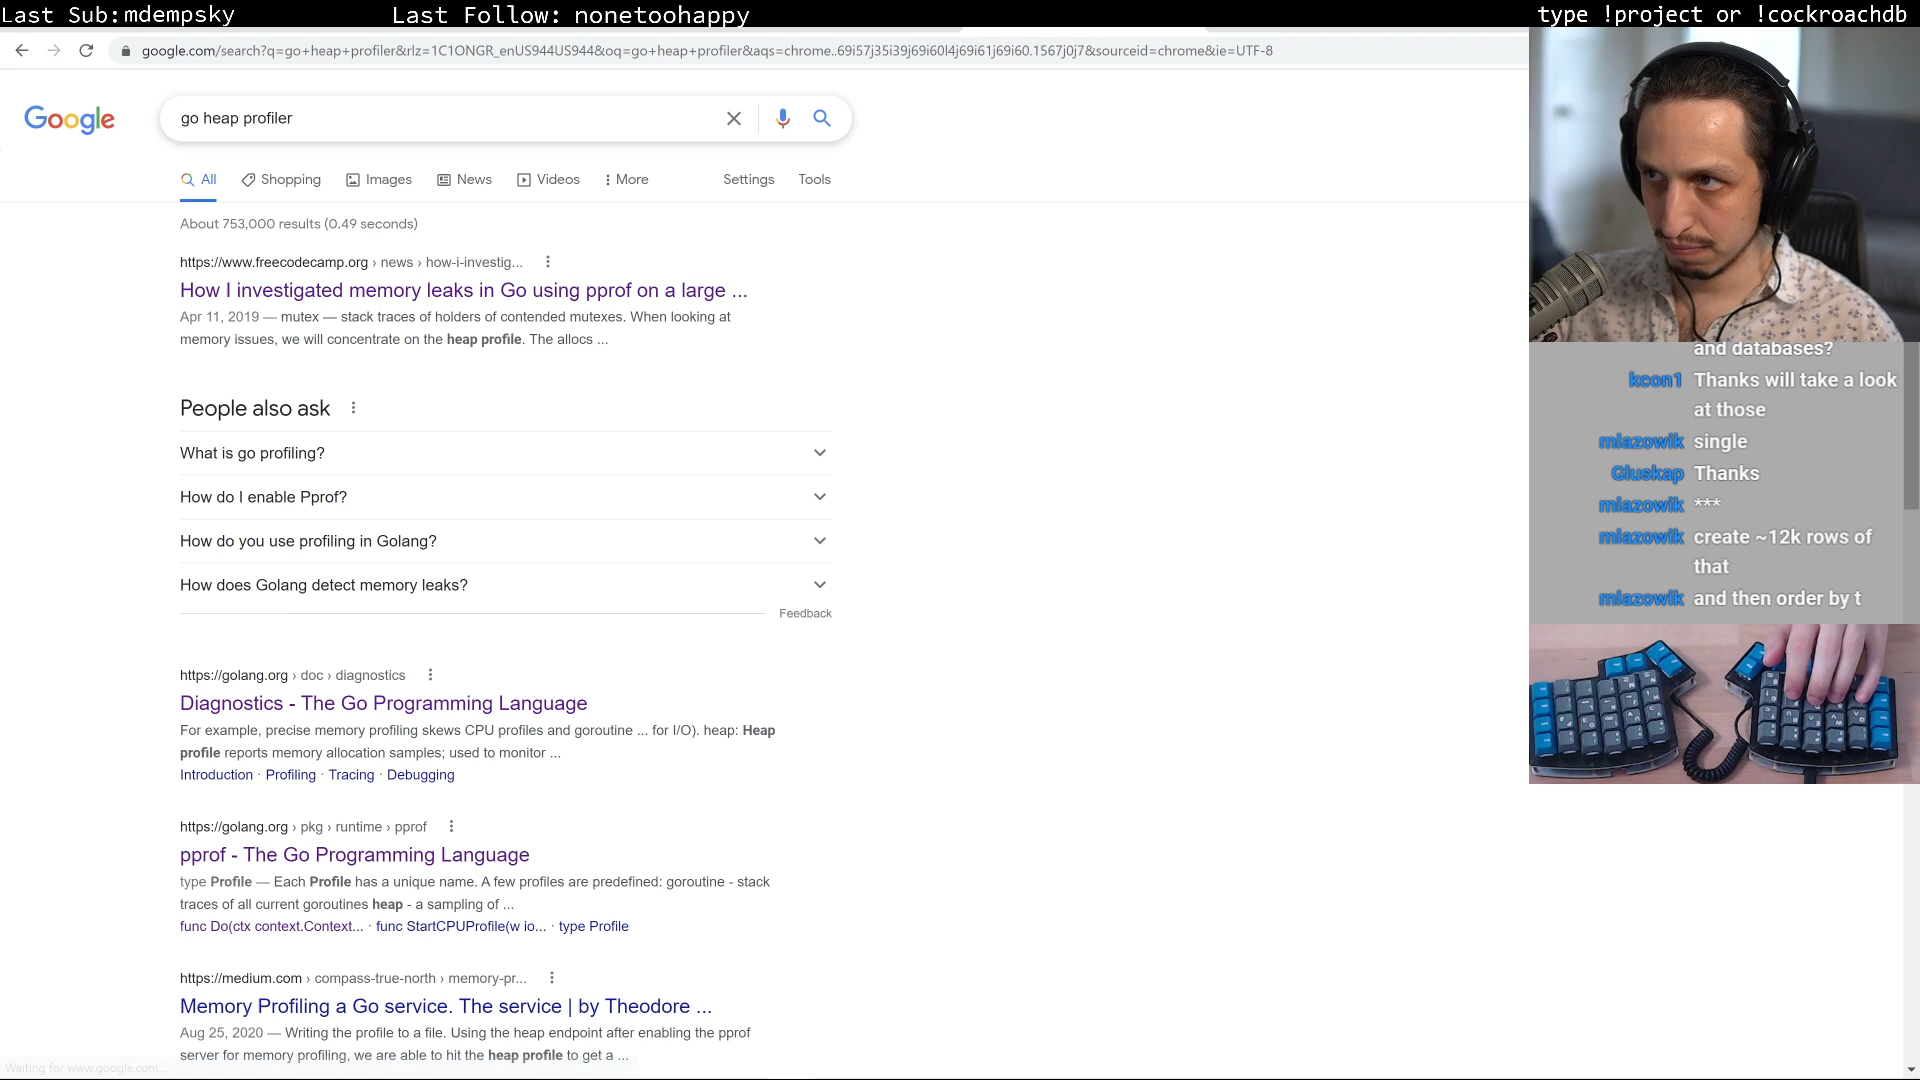 Last Sub:mdempsky
Last Follow: nonetoohappy
type !project or !cockroachdb
google.com/search?q=go+heap+profiler&rlz=1C1ONGR_enUS944US944&oq=go+heap+profiler&aqs=chrome..69i57j35i39j69i60l4j69i61j69i60.1567j0j7&sourceid=chrome&ie=UTF-8
Google
go heap profiler
All
Shopping
Images
News
Videos
More
Settings
Tools
About 753,000 results (0.49 seconds)
https://www.freecodecamp.org › news › how-i-investig...
How I investigated memory leaks in Go using pprof on a large ...
Apr 11, 2019 — mutex — stack traces of holders of contended mutexes. When looking at
memory issues, we will concentrate on the heap profile. The allocs ...
People also ask
What is go profiling?
How do I enable Pprof?
How do you use profiling in Golang?
How does Golang detect memory leaks?
Feedback
https://golang.org › doc › diagnostics
Diagnostics - The Go Programming Language
For example, precise memory profiling skews CPU profiles and goroutine ... for I/O). heap: Heap
profile reports memory allocation samples; used to monitor ...
Introduction · Profiling · Tracing · Debugging
https://golang.org › pkg › runtime › pprof
pprof - The Go Programming Language
type Profile — Each Profile has a unique name. A few profiles are predefined: goroutine - stack
traces of all current goroutines heap - a sampling of ...
func Do(ctx context.Context... · func StartCPUProfile(w io... · type Profile
https://medium.com › compass-true-north › memory-pr...
Memory Profiling a Go service. The service | by Theodore ...
Aug 25, 2020 — Writing the profile to a file. Using the heap endpoint after enabling the pprof
server for memory profiling, we are able to hit the heap profile to get a ...
Waiting for www.google.com...
and databases?
kcon1 Thanks will take a look
at those
mlazowik single
Gluskap Thanks
mlazowik ***
mlazowik create ~12k rows of
that
mlazowik and then order by t